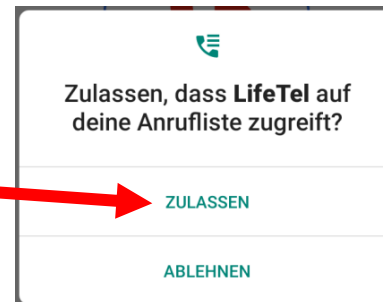 Zulassen, dass LifeTel auf
deine Anrufliste zugreift?
ZULASSEN
ABLEHNEN